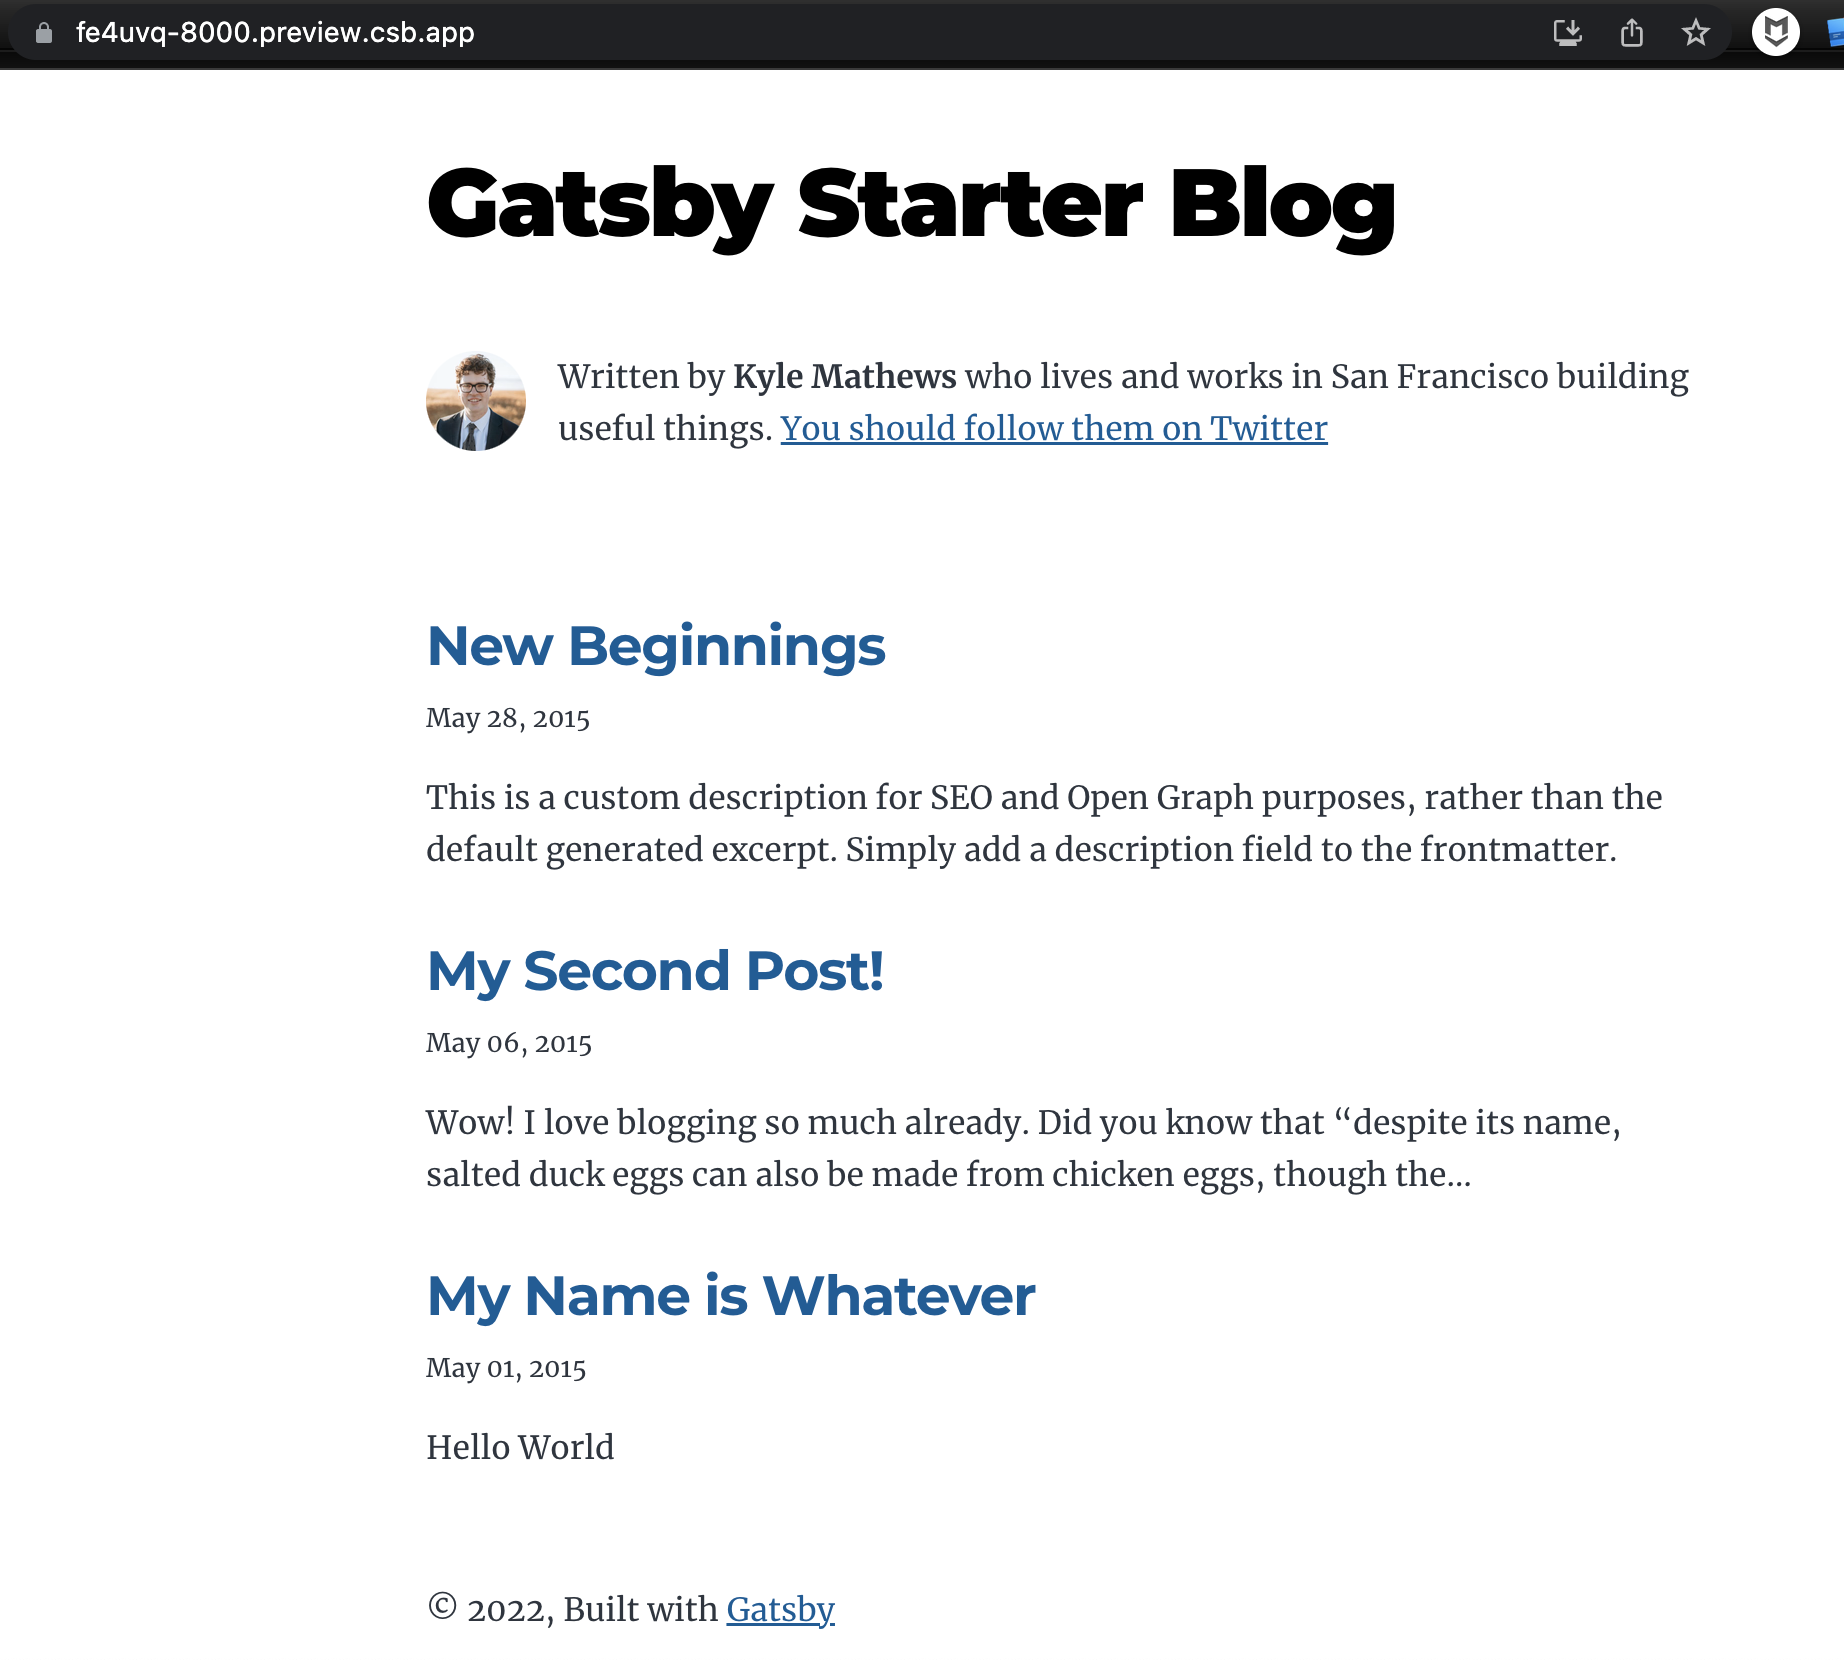 fe4uvq-8000.preview.csb.app
Gatsby Starter Blog
Written by Kyle Mathews who lives and works in San Francisco building
useful things. You should follow them on Twitter
New Beginnings
May 28, 2015
This is a custom description for SEO and Open Graph purposes, rather than the
default generated excerpt. Simply add a description field to the frontmatter.
My Second Post!
May 06, 2015
Wow! I love blogging so much already. Did you know that “despite its name,
salted duck eggs can also be made from chicken eggs, though the…
My Name is Whatever
May 01, 2015
Hello World
© 2022, Built with Gatsby